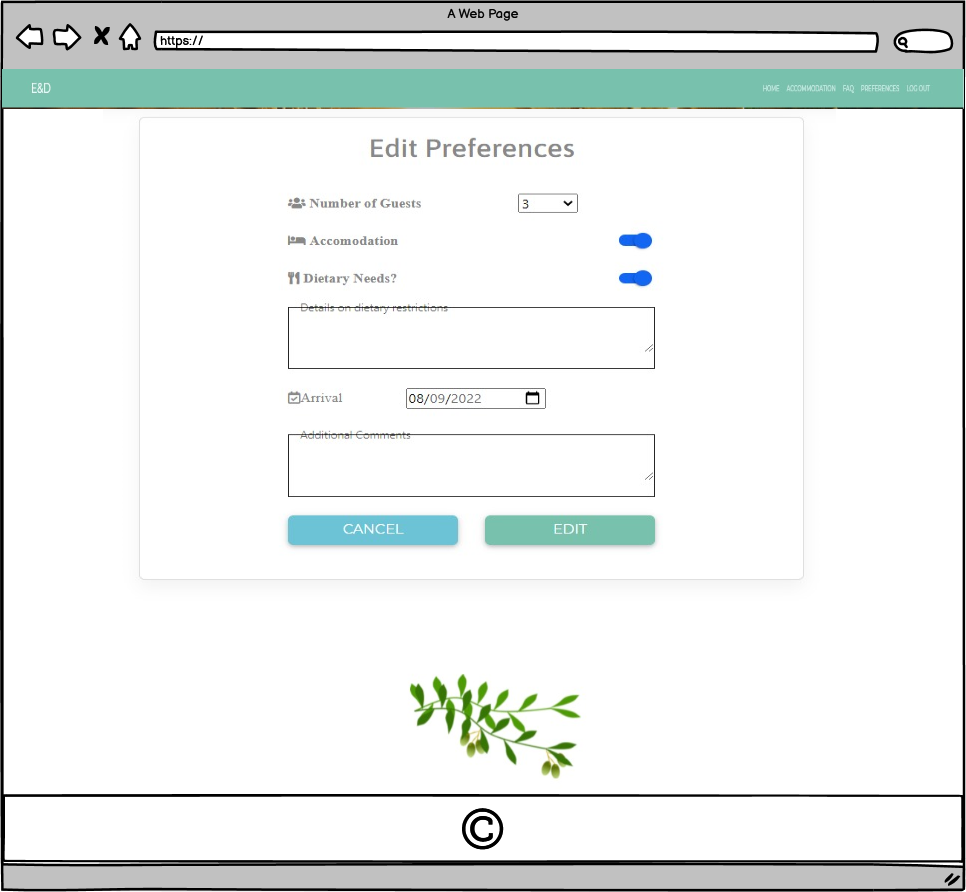 A Web Page
https://
E&D
HOME ACCOMMODATION FAQ PREFERENCES LOG OUT
Edit Preferences
Number of Guests 3
Accomodation
Dietary Needs?
Details on dietary restrictions
Arrival 08/09/2022
Additional Comments
CANCEL EDIT
©